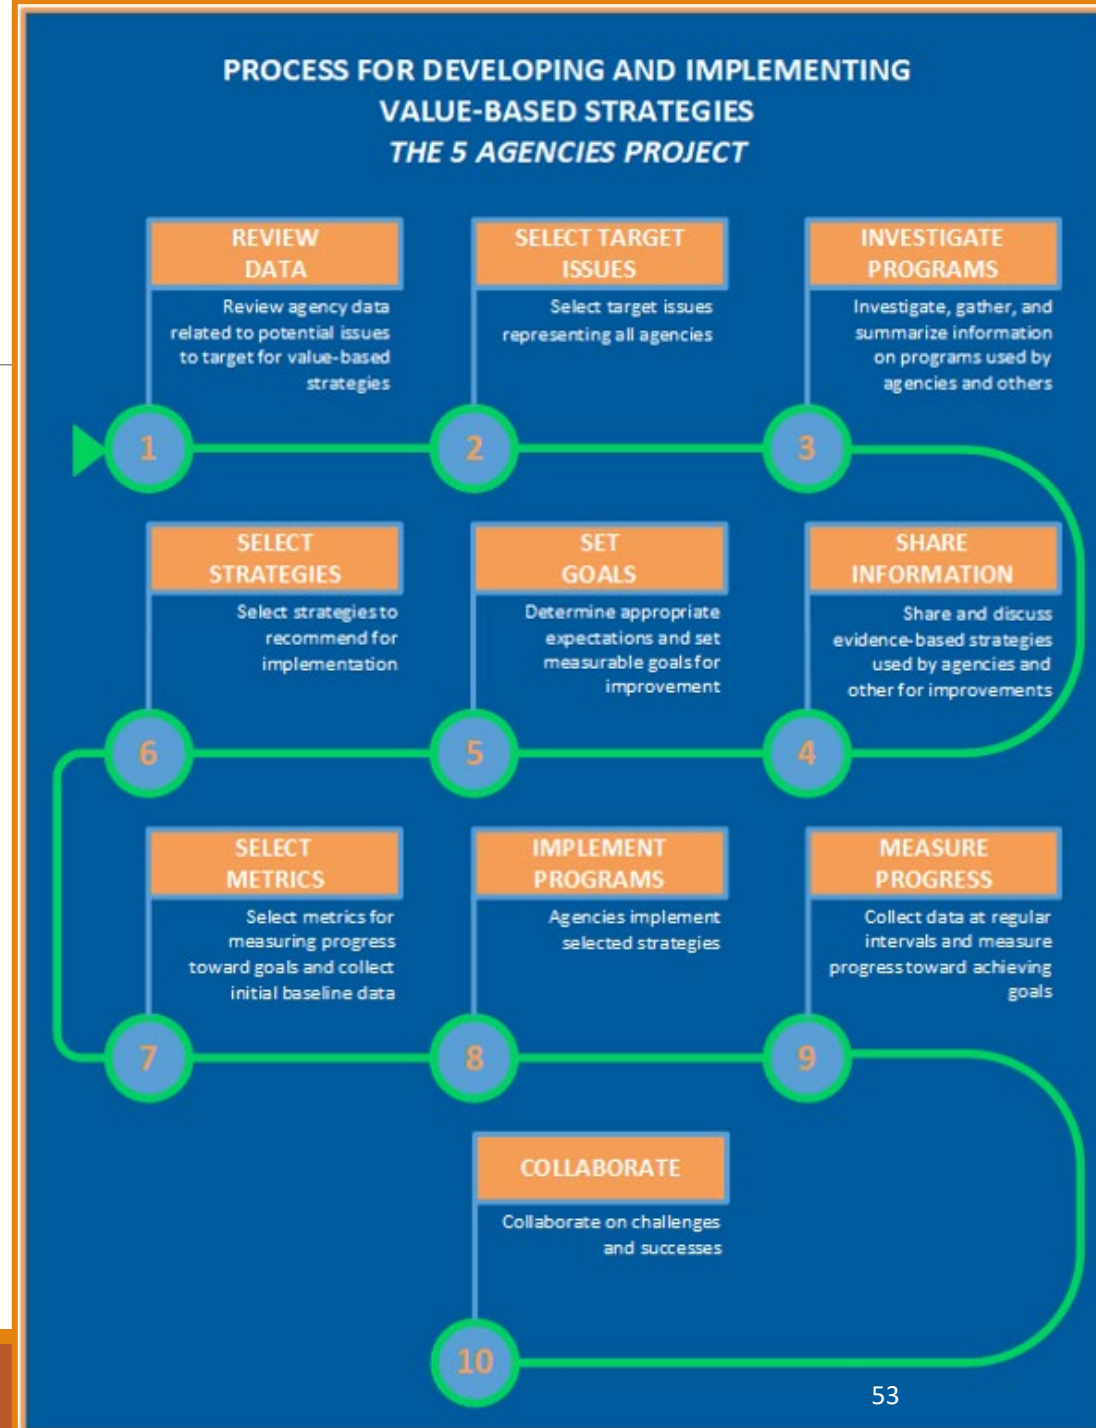 PROCESS FOR DEVELOPING AND IMPLEMENTING
VALUE-BASED STRATEGIES
THE 5 AGENCIES PROJECT
REVIEW
DATA
Review agency data
related to potential issues
to target for value-based
strategies
1
SELECT TARGET
ISSUES
Select target issues
representing all agencies
2
INVESTIGATE
PROGRAMS
Investigate, gather, and
summarize information
on programs used by
agencies and others
3
SHARE
INFORMATION
Share and discuss
evidence-based strategies
used by agencies and
other for improvements
4
SET
GOALS
Determine appropriate
expectations and set
measurable goals for
improvement
5
SELECT
STRATEGIES
Select strategies to
recommend for
implementation
6
SELECT
METRICS
Select metrics for
measuring progress
toward goals and collect
initial baseline data
7
IMPLEMENT
PROGRAMS
Agencies implement
selected strategies
8
MEASURE
PROGRESS
Collect data at regular
intervals and measure
progress toward achieving
goals
9
COLLABORATE
Collaborate on challenges
and successes
10
53